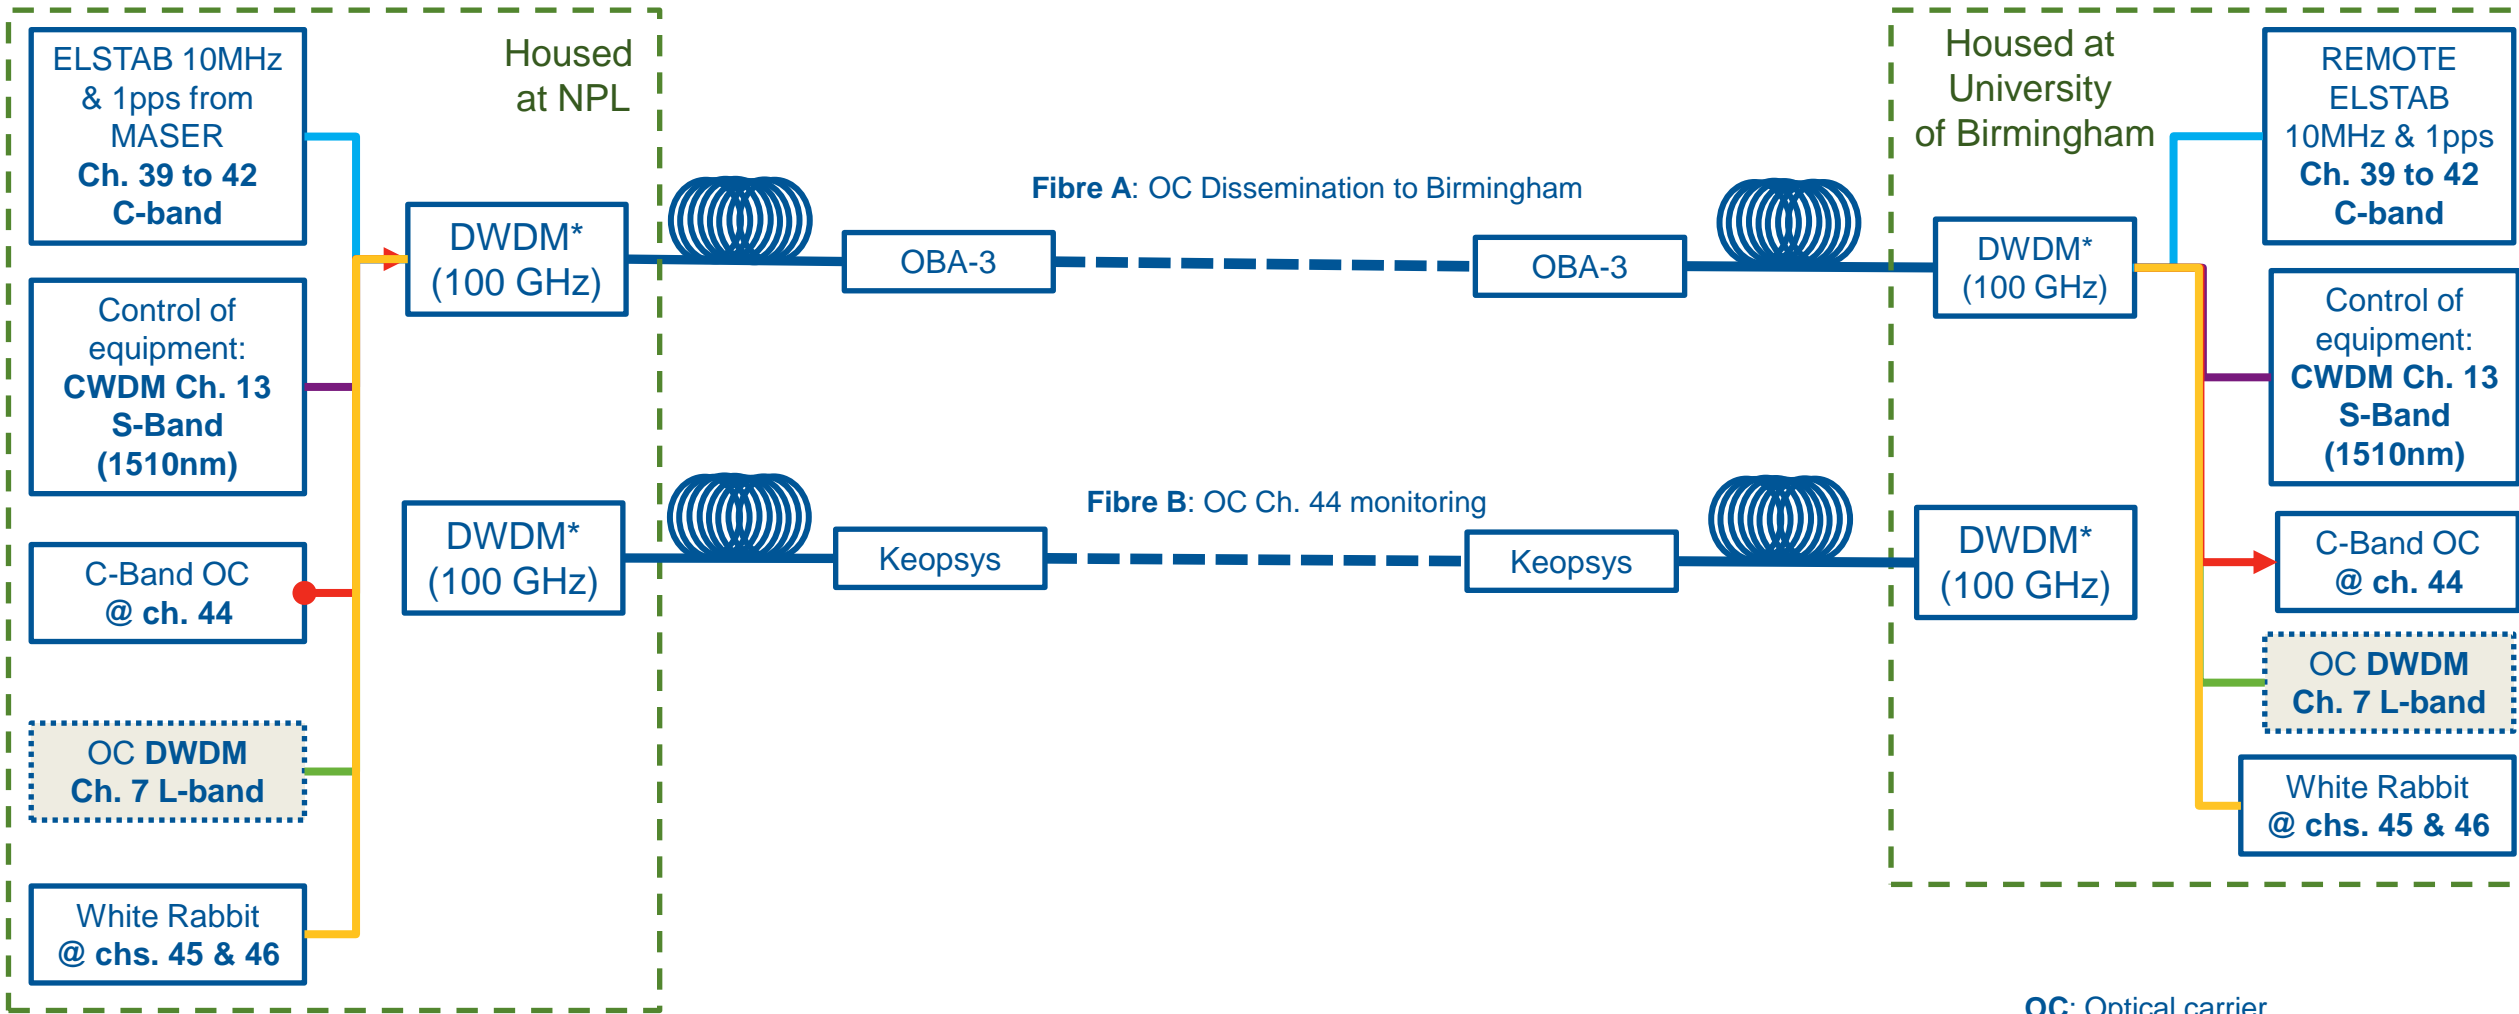 ELSTAB 10MHz
& 1pps from
MASER
Ch. 39 to 42
C-band
Control of
equipment:
CWDM Ch. 13
S-Band
(1510nm)
C-Band OC
@ ch. 44
OC DWDM
Ch. 7 L-band
White Rabbit
@ chs. 45 & 46
Housed
at NPL
DWDM*
(100 GHz)
DWDM*
(100 GHz)
Fibre A: OC Dissemination to Birmingham
OBA-3
OBA-3
Fibre B: OC Ch. 44 monitoring
Keopsys
Keopsys
Housed at
University
of Birmingham
DWDM*
(100 GHz)
DWDM*
(100 GHz)
REMOTE
ELSTAB
10MHz & 1pps
Ch. 39 to 42
C-band
Control of
equipment:
CWDM Ch. 13
S-Band
(1510nm)
C-Band OC
@ ch. 44
OC DWDM
Ch. 7 L-band
White Rabbit
@ chs. 45 & 46
OC: Optical carrier